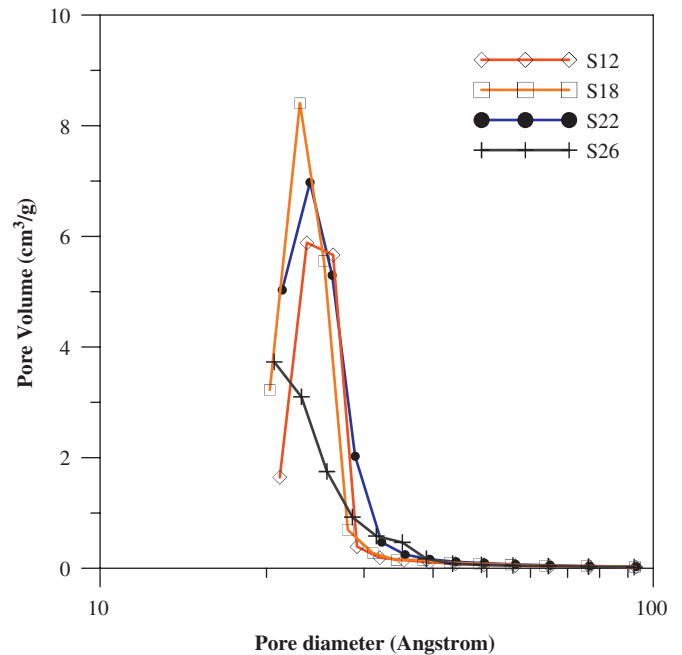 10
8
6
4
2
0
10
100
Pore Volume (cm³/g)
Pore diameter (Angstrom)
S12
S18
S22
S26